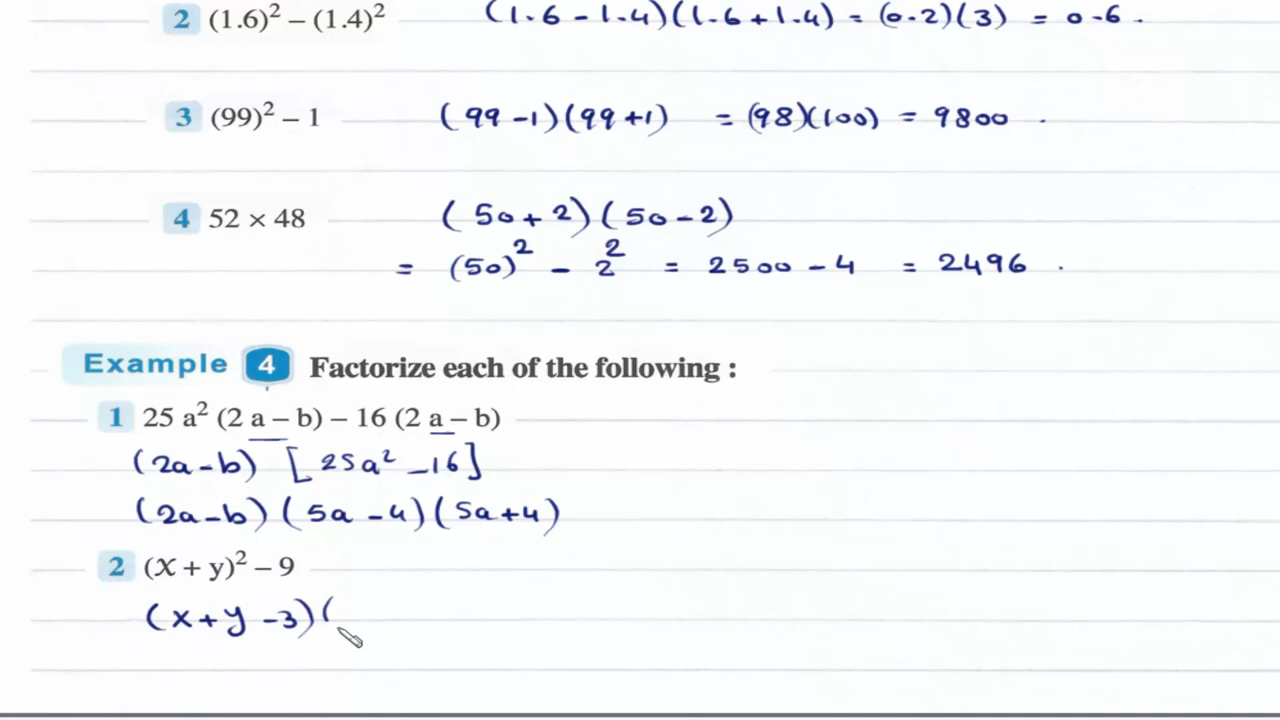 2 (1.6)² – (1.4)² (1.6 - 1.4)(1.6 + 1.4) = (0.2)(3) = 0.6 .
3 (99)² – 1 (99 - 1)(99 + 1) = (98)(100) = 9800 .
4 52 × 48 (50 + 2)(50 - 2)
= (50)² - 2² = 2500 - 4 = 2496 .
Example 4 Factorize each of the following :
1 25 a² (2 a – b) – 16 (2 a – b)
(2a - b) [25a² - 16]
(2a - b)(5a - 4)(5a + 4)
2 (x + y)² – 9
(x + y - 3)(